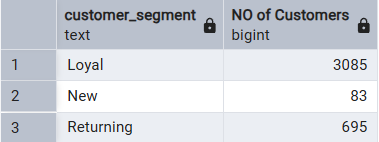 customer_segment NO of Customers
text bigint
1 Loyal 3085
2 New 83
3 Returning 695